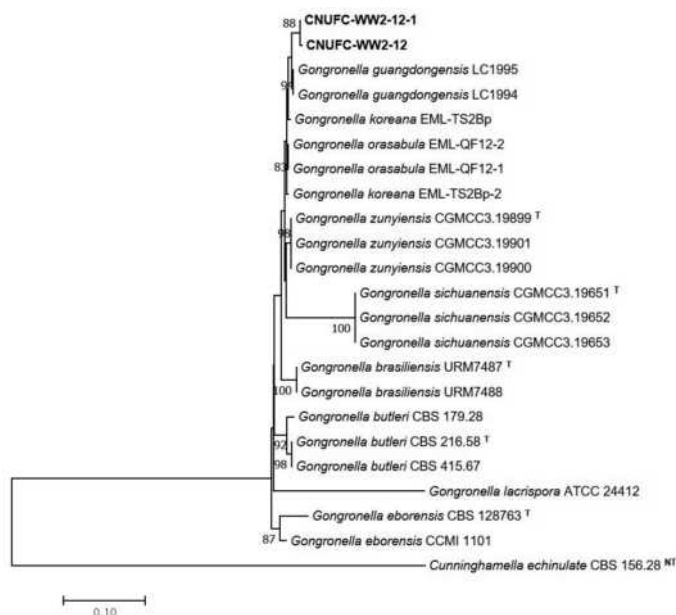 88
CNUFC-WW2-12-1
CNUFC-WW2-12
Gongronella guangdongensis LC1995
Gongronella guangdongensis LC1994
Gongronella koreana EML-TS2Bp
Gongronella orasabula EML-QF12-2
83
Gongronella orasabula EML-QF12-1
Gongronella koreana EML-TS2Bp-2
Gongronella zunyiensis CGMCC3.19899 T
98
Gongronella zunyiensis CGMCC3.19901
Gongronella zunyiensis CGMCC3.19900
Gongronella sichuanensis CGMCC3.19651 T
Gongronella sichuanensis CGMCC3.19652
100
Gongronella sichuanensis CGMCC3.19653
Gongronella brasiliensis URM7487 T
100
Gongronella brasiliensis URM7488
Gongronella butleri CBS 179.28
92
Gongronella butleri CBS 216.58 T
98
Gongronella butleri CBS 415.67
Gongronella lacrispora ATCC 24412
Gongronella eborensis CBS 128763 T
87
Gongronella eborensis CCMI 1101
Cunninghamella echinulate CBS 156.28 NT
0.10